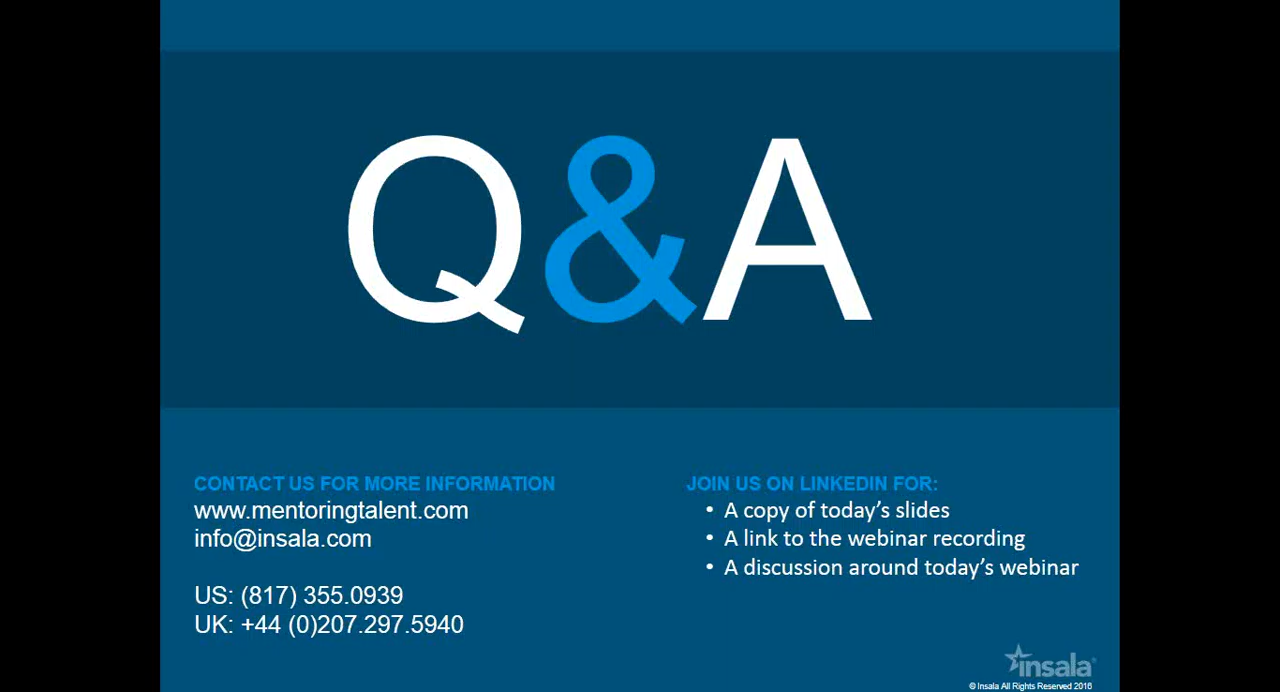 Q&A
CONTACT US FOR MORE INFORMATION
www.mentoringtalent.com
info@insala.com
US: (817) 355.0939
UK: +44 (0)207.297.5940
JOIN US ON LINKEDIN FOR:
• A copy of today’s slides
• A link to the webinar recording
• A discussion around today’s webinar
insala®
© Insala All Rights Reserved 2016